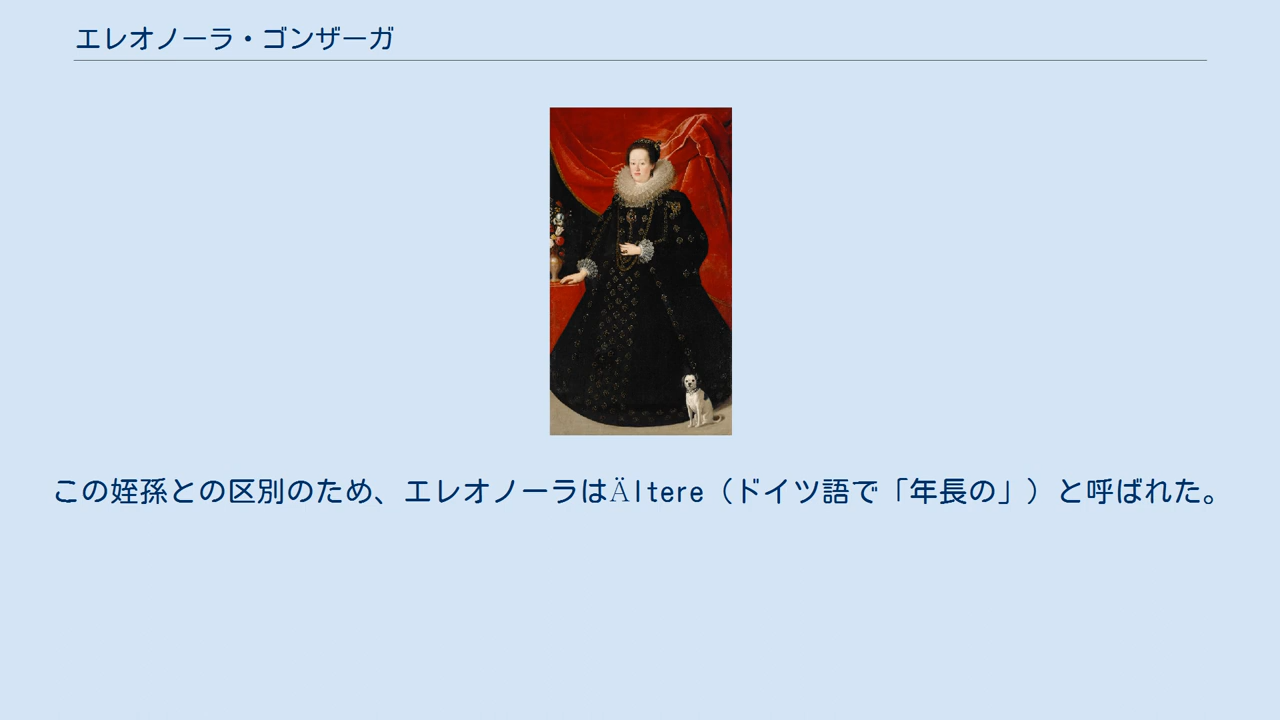 エレオノーラ・ゴンザーガ
この姪孫との区別のため、エレオノーラはÄltere（ドイツ語で「年長の」）と呼ばれた。